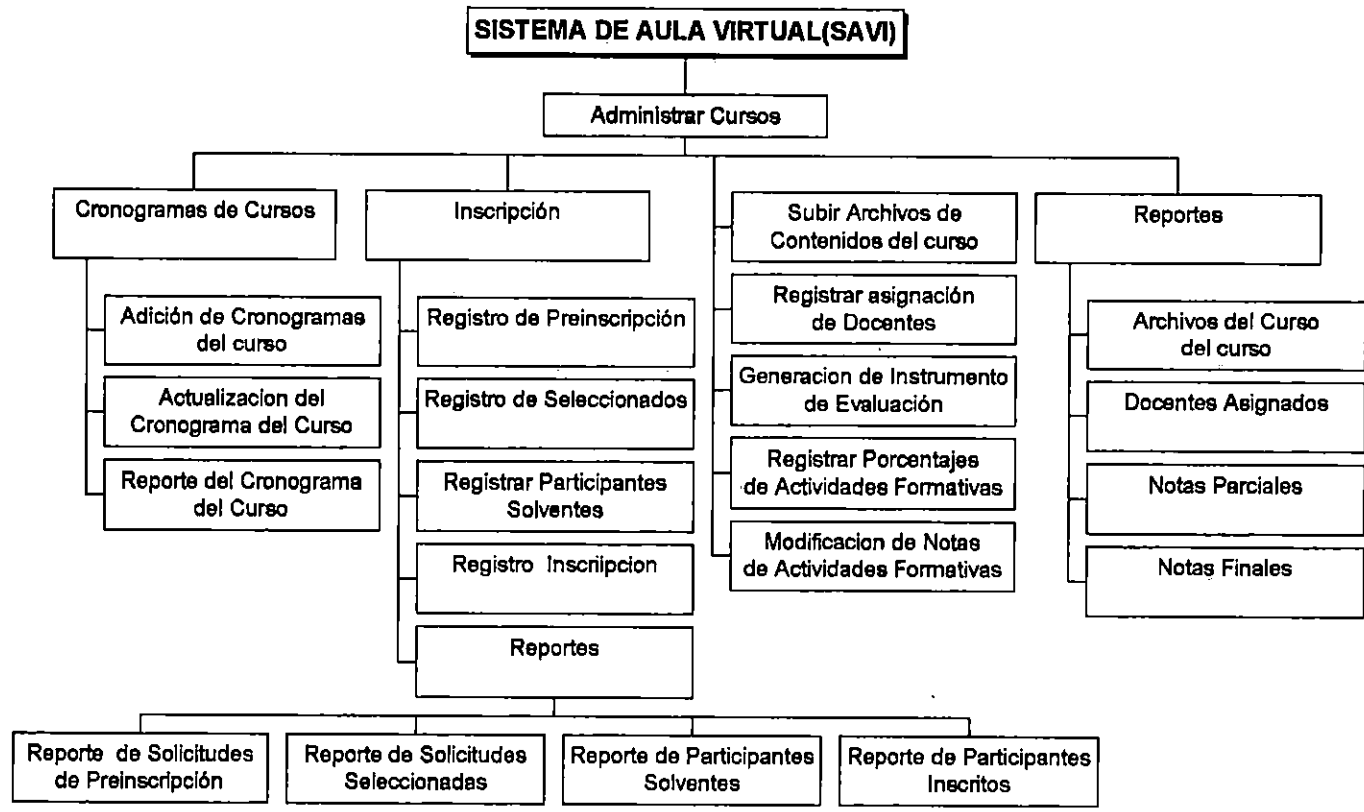 SISTEMA DE AULA VIRTUAL(SAVI)
Administrar Cursos
Cronogramas de Cursos
Adición de Cronogramas
del curso
Actualizacion del
Cronograma del Curso
Reporte del Cronograma
del Curso
Inscripción
Registro de Preinscripción
Registro de Seleccionados
Registrar Participantes
Solventes
Registro Inscriipcion
Reportes
Reporte de Solicitudes
de Preinscripción
Reporte de Solicitudes
Seleccionadas
Reporte de Participantes
Solventes
Reporte de Participantes
Inscritos
Subir Archivos de
Contenidos del curso
Registrar asignación
de Docentes
Generacion de Instrumento
de Evaluación
Registrar Porcentajes
de Actividades Formativas
Modificacion de Notas
de Actividades Formativas
Reportes
Archivos del Curso
del curso
Docentes Asignados
Notas Parciales
Notas Finales